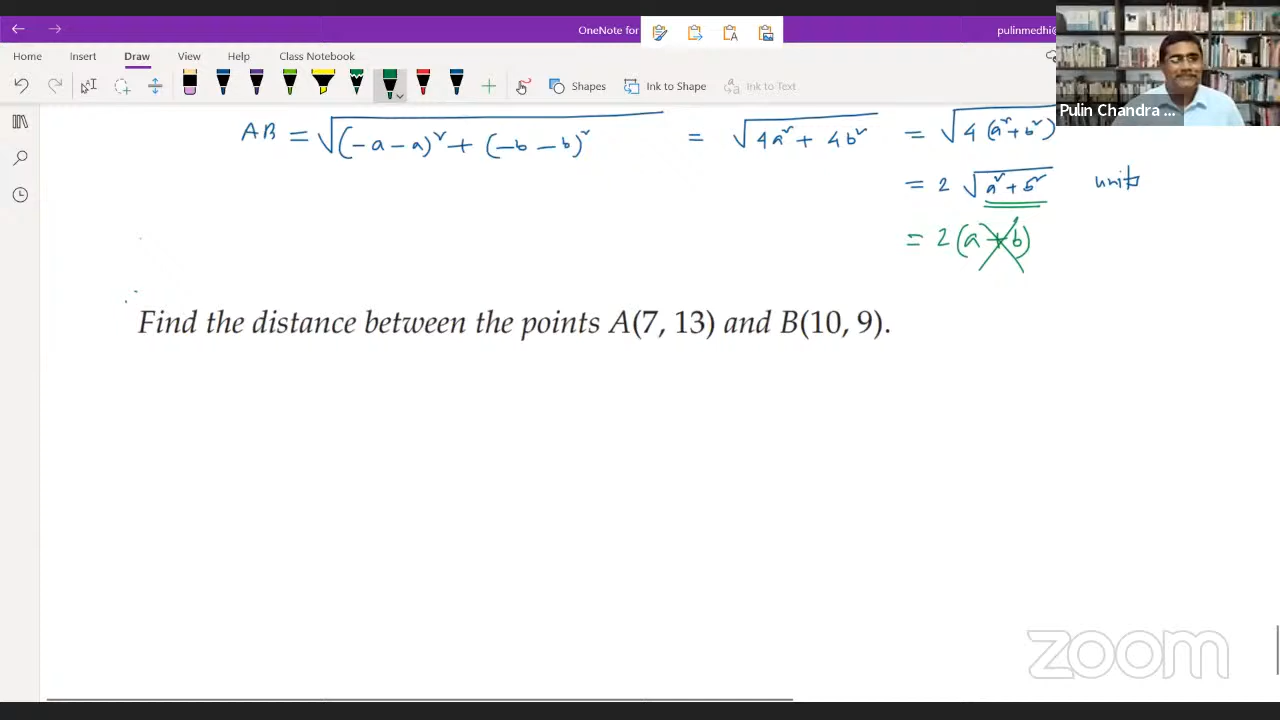 OneNote for
pulinmedhi@
Home Insert Draw View Help Class Notebook
Shapes Ink to Shape Ink to Text
Pulin Chandra ...
AB = √(-a-a)² + (-b-b)² = √4a² + 4b² = √4(a²+b²)
= 2 √a²+b² units
= 2(a+b)
Find the distance between the points A(7, 13) and B(10, 9).
zoom